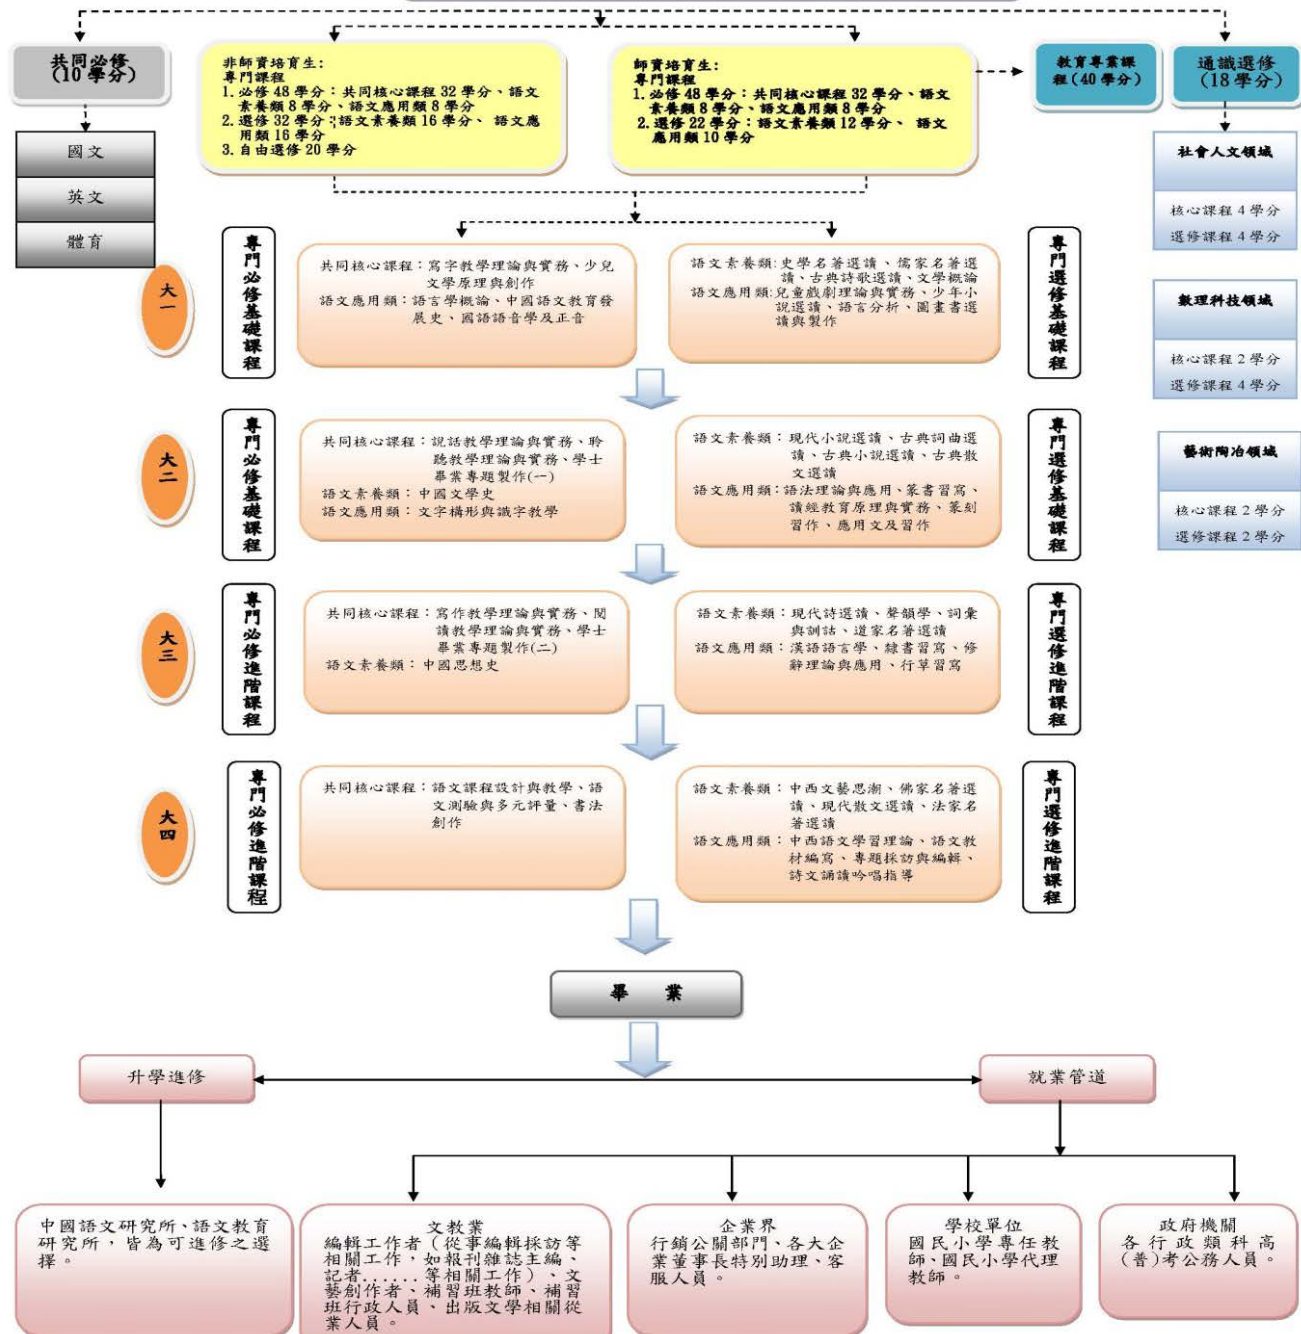 共同必修
(10 學分)
國文
英文
體育
非師資培育生:
專門課程
1. 必修 48 學分：共同核心課程 32 學分、語文
素養類 8 學分、語文應用類 8 學分
2. 選修 32 學分：語文素養類 16 學分、 語文應
用類 16 學分
3. 自由選修 20 學分
師資培育生:
專門課程
1. 必修 48 學分：共同核心課程 32 學分、語文
素養類 8 學分、語文應用類 8 學分
2. 選修 22 學分：語文素養類 12 學分、 語文
應用類 10 學分
教育專業課
程(40 學分)
通識選修
(18 學分)
社會人文領域
核心課程 4 學分
選修課程 4 學分
數理科技領域
核心課程 2 學分
選修課程 4 學分
藝術陶冶領域
核心課程 2 學分
選修課程 2 學分
大一
專門必修基礎課程
共同核心課程：寫字教學理論與實務、少兒
文學原理與創作
語文應用類：語言學概論、中國語文教育發
展史、國語語音學及正音
語文素養類:史學名著選讀、儒家名著選
讀、古典詩歌選讀、文學概論
語文應用類:兒童戲劇理論與實務、少年小
說選讀、語言分析、圖畫書選
讀與製作
專門選修基礎課程
大二
專門必修基礎課程
共同核心課程：說話教學理論與實務、聆
聽教學理論與實務、學士
畢業專題製作(一)
語文素養類：中國文學史
語文應用類：文字構形與識字教學
語文素養類：現代小說選讀、古典詞曲選
讀、古典小說選讀、古典散
文選讀
語文應用類：語法理論與應用、篆書習寫、
讀經教育原理與實務、篆刻
習作、應用文及習作
專門選修基礎課程
大三
專門必修進階課程
共同核心課程：寫作教學理論與實務、閱
讀教學理論與實務、學士
畢業專題製作(二)
語文素養類：中國思想史
語文素養類：現代詩選讀、聲韻學、詞彙
與訓詁、道家名著選讀
語文應用類：漢語語言學、隸書習寫、修
辭理論與應用、行草習寫
專門選修進階課程
大四
專門必修進階課程
共同核心課程：語文課程設計與教學、語
文測驗與多元評量、書法
創作
語文素養類：中西文藝思潮、佛家名著選
讀、現代散文選讀、法家名
著選讀
語文應用類：中西語文學習理論、語文教
材編寫、專題採訪與編輯、
詩文誦讀吟唱指導
專門選修進階課程
畢 業
升學進修
就業管道
中國語文研究所、語文教育
研究所，皆為可進修之選
擇。
文教業
編輯工作者（從事編輯採訪等
相關工作，如報刊雜誌主編、
記者......等相關工作）、文
藝創作者、補習班教師、補習
班行政人員、出版文學相關從
業人員。
企業界
行銷公關部門、各大企
業董事長特別助理、客
服人員。
學校單位
國民小學專任教
師、國民小學代理
教師。
政府機關
各行政類科高
(普)考公務人員。